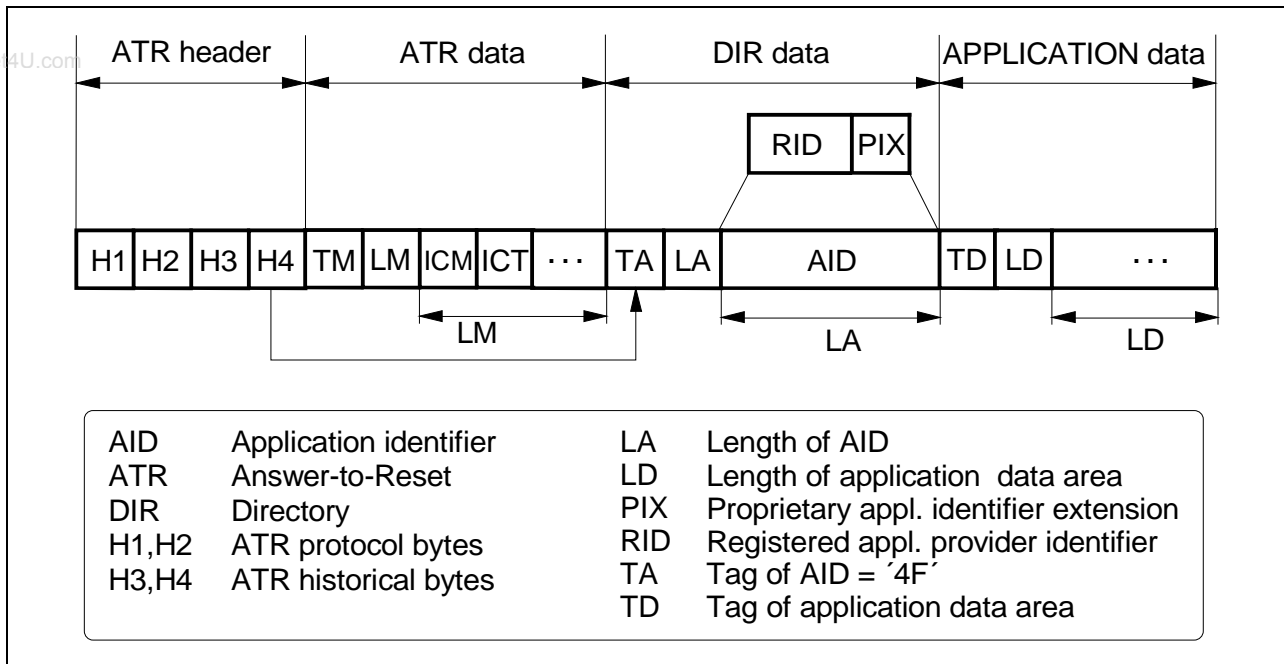 t4U.com
ATR header ATR data DIR data APPLICATION data
RID PIX
H1 H2 H3 H4 TM LM ICM ICT ··· TA LA AID TD LD ···
LM LA LD
AID Application identifier
ATR Answer-to-Reset
DIR Directory
H1,H2 ATR protocol bytes
H3,H4 ATR historical bytes
LA Length of AID
LD Length of application data area
PIX Proprietary appl. identifier extension
RID Registered appl. provider identifier
TA Tag of AID = ´4F´
TD Tag of application data area